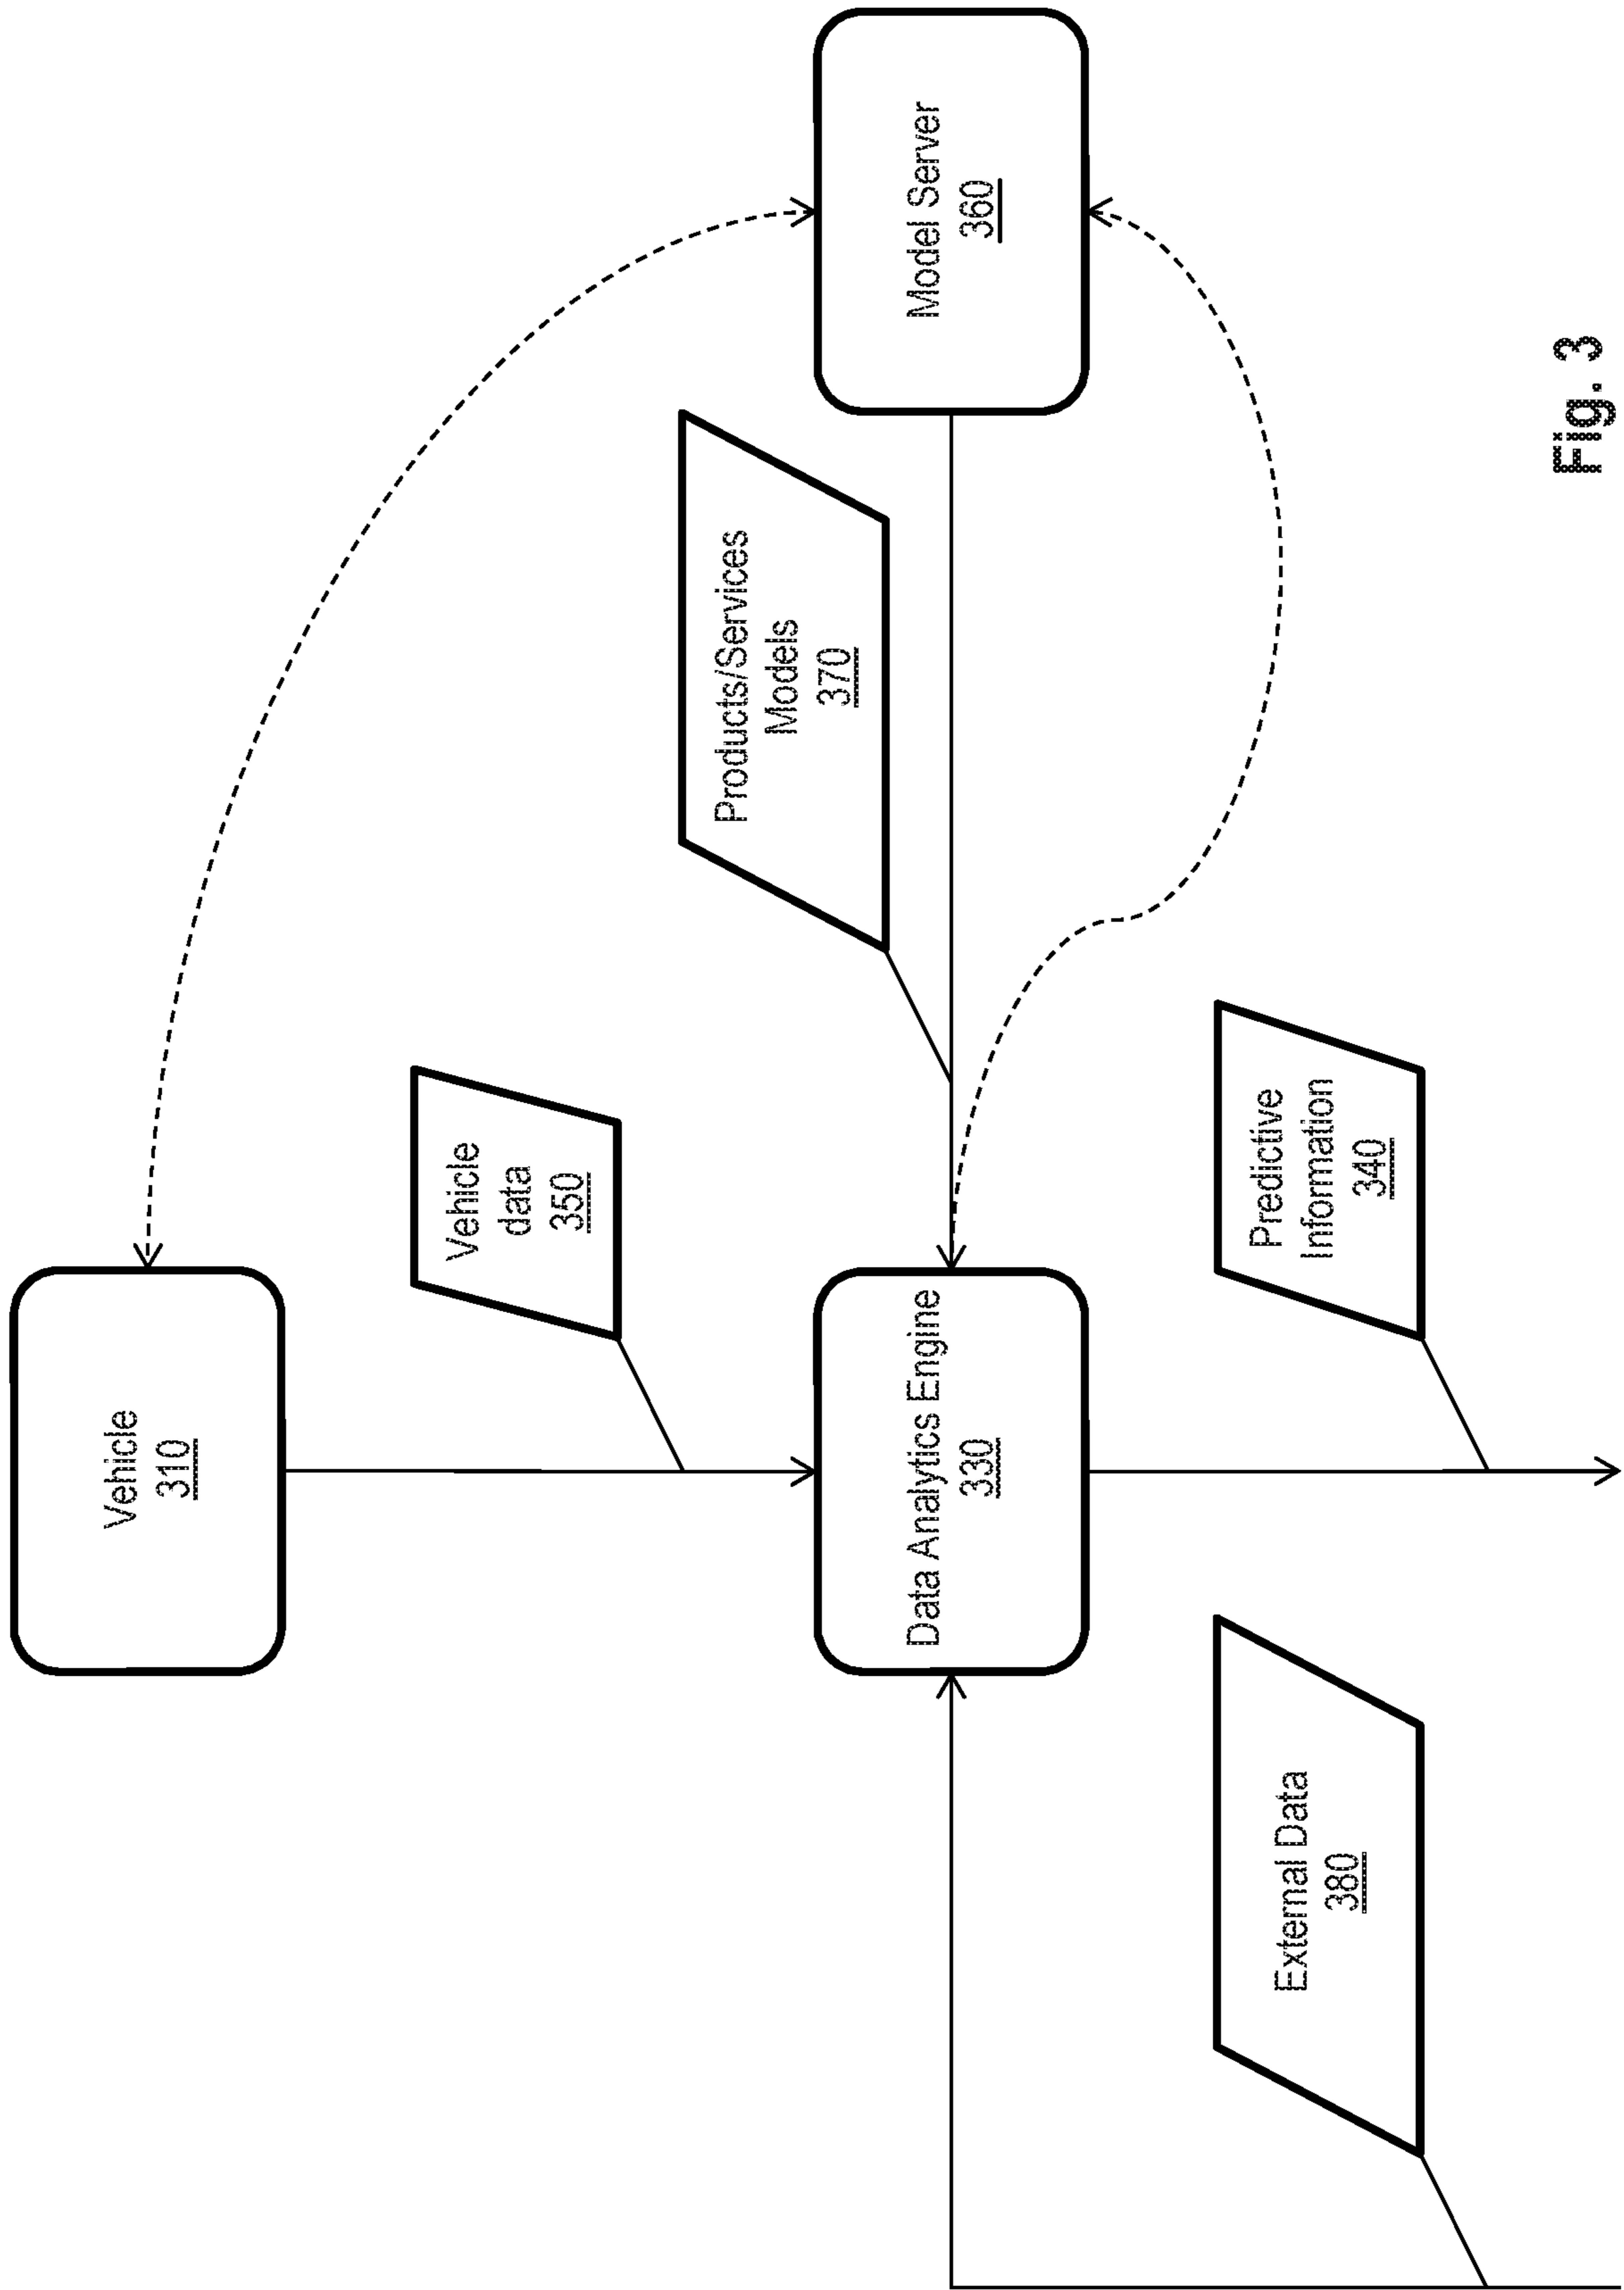 Vehicle
310
Vehicle
data
350
Products/Services
Models
370
Data Analytics Engine
330
Model Server
360
External Data
380
Predictive
Information
340
Fig. 3